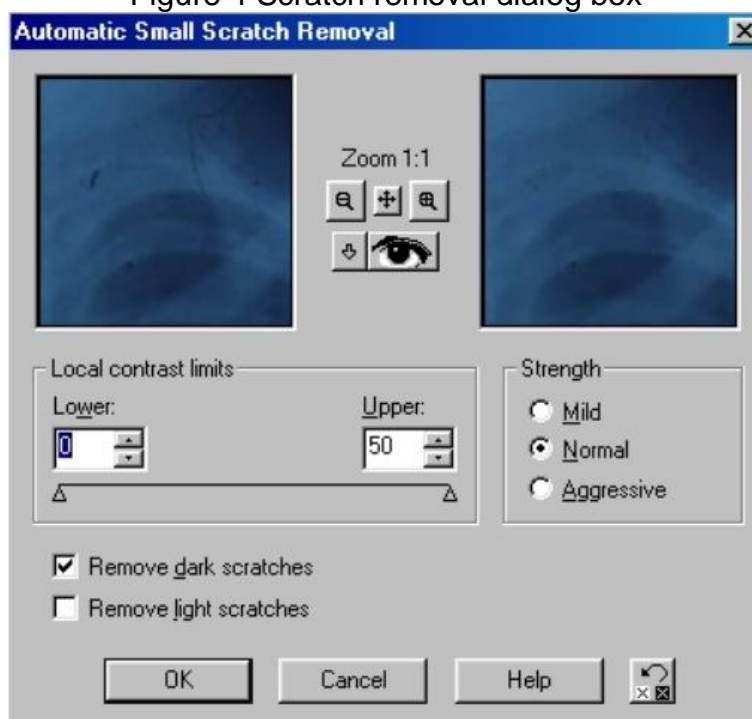 Figure 1 Scratch removal dialog box
Automatic Small Scratch Removal
Zoom 1:1
Local contrast limits
Lower:
Upper:
0
50
Strength
Mild
Normal
Aggressive
Remove dark scratches
Remove light scratches
OK
Cancel
Help